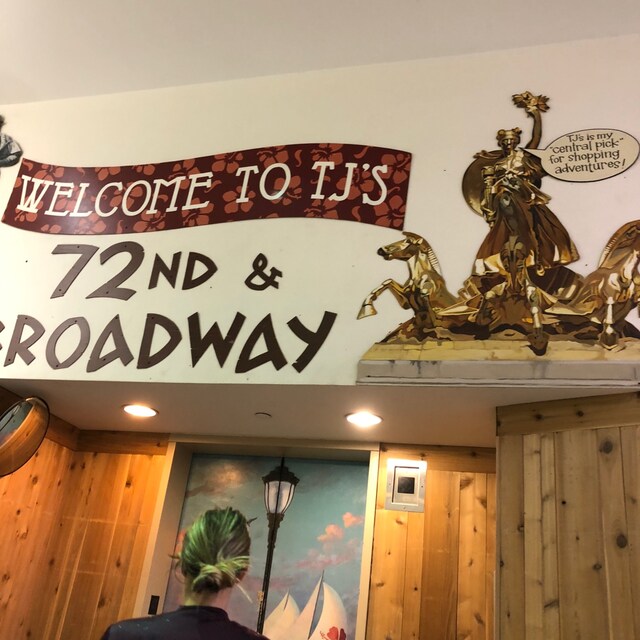 WELCOME TO TJ'S
72ND &
BROADWAY
TJ's is my
"central pick"
for shopping
adventures!